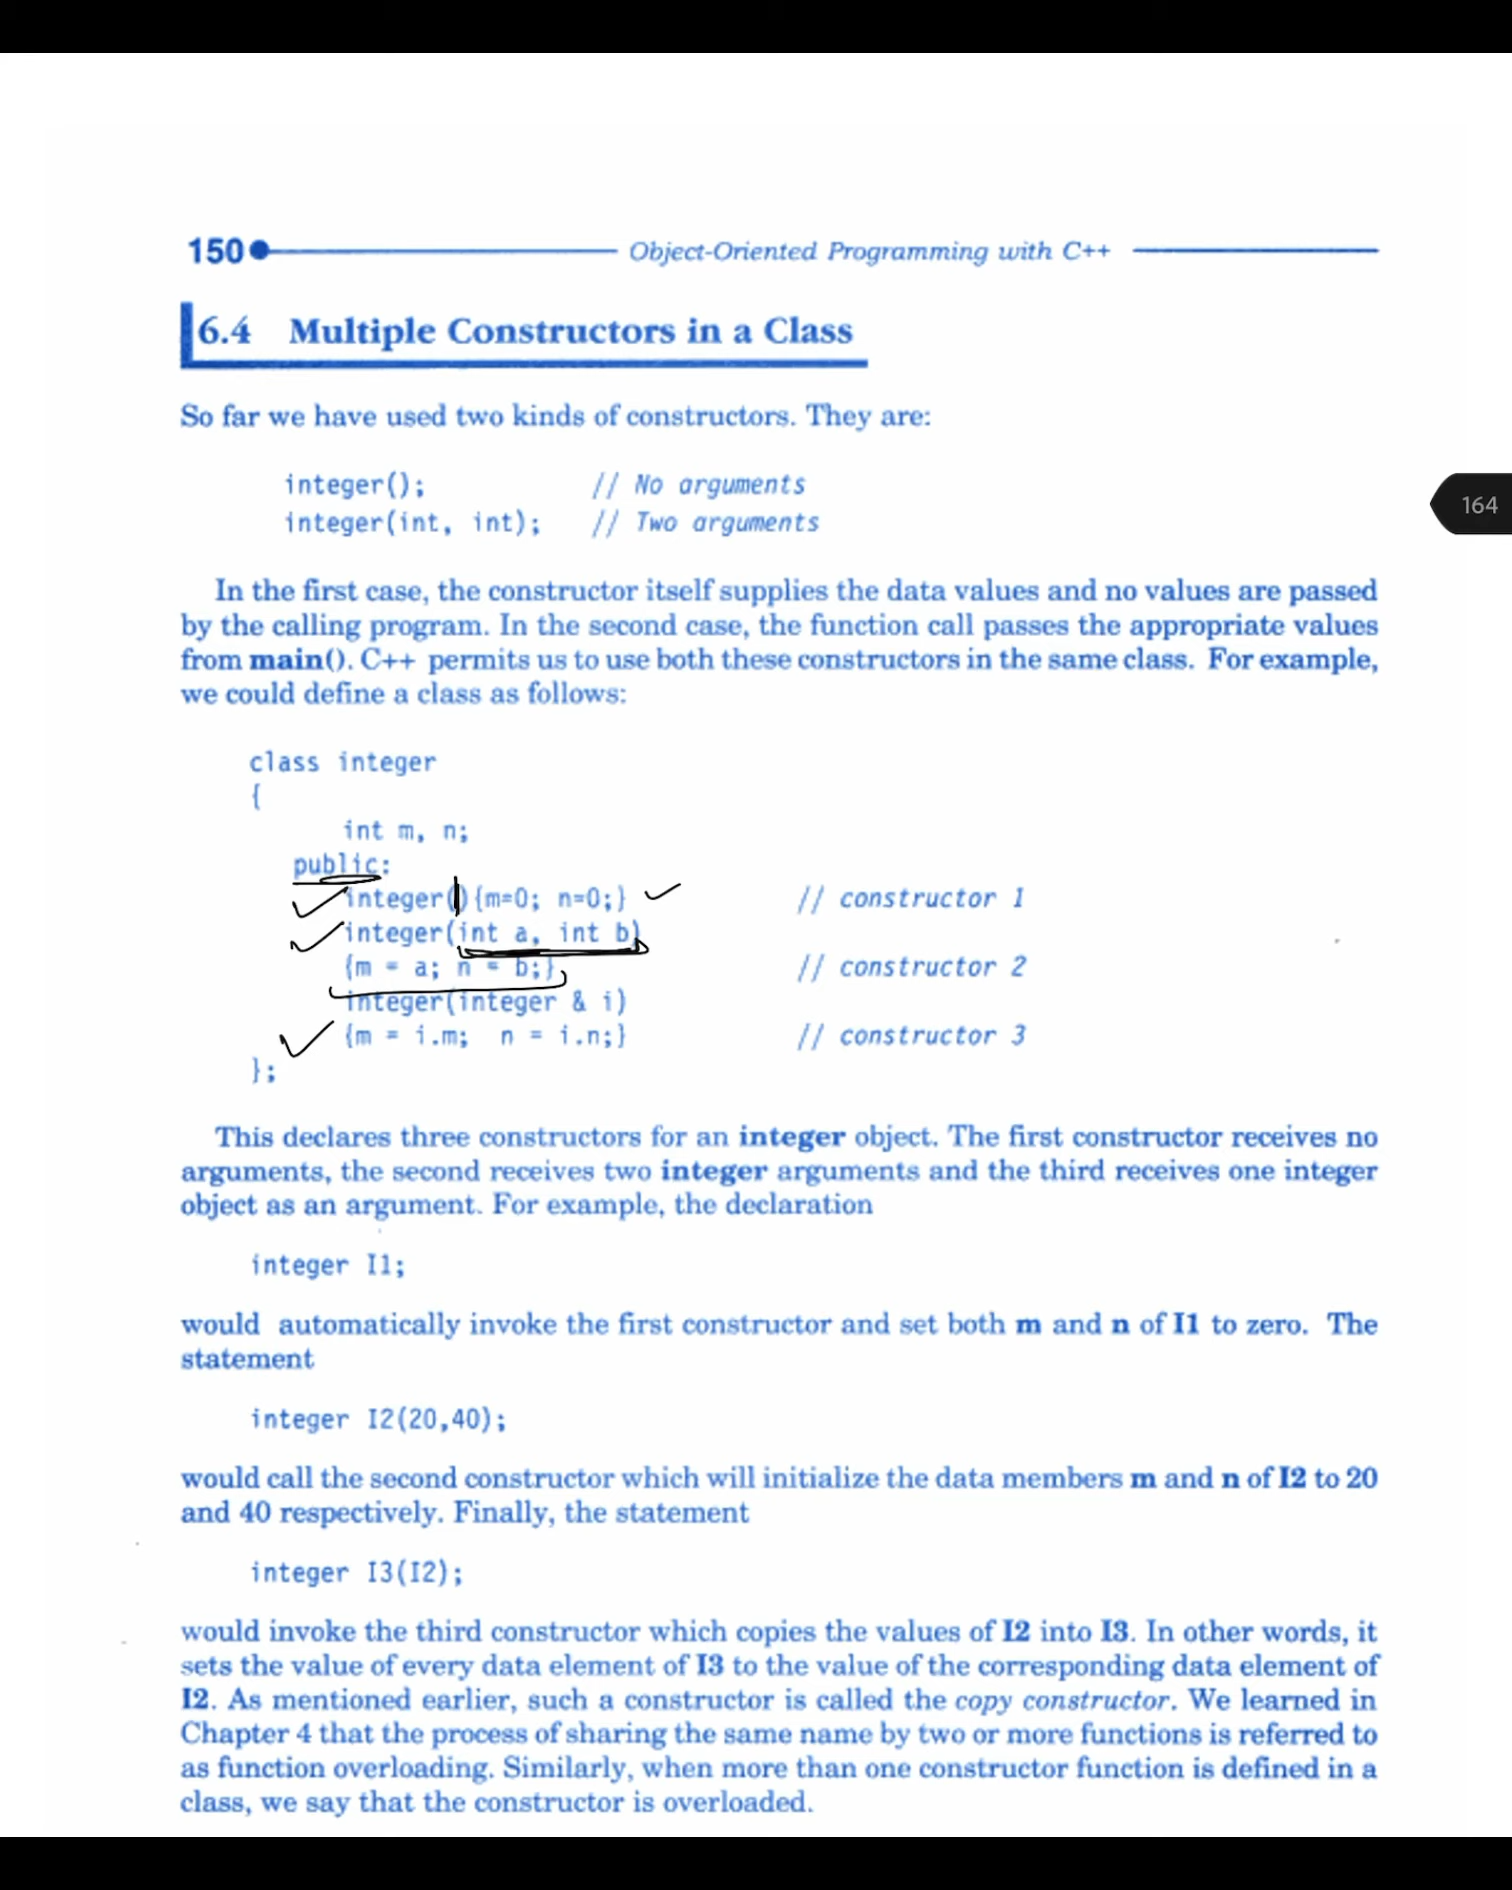 150 Object-Oriented Programming with C++
6.4 Multiple Constructors in a Class
So far we have used two kinds of constructors. They are:
integer(); // No arguments
integer(int, int); // Two arguments
164
In the first case, the constructor itself supplies the data values and no values are passed
by the calling program. In the second case, the function call passes the appropriate values
from main(). C++ permits us to use both these constructors in the same class. For example,
we could define a class as follows:
class integer
{
int m, n;
public:
integer(){m=0; n=0;} // constructor 1
integer(int a, int b)
{m = a; n = b;} // constructor 2
integer(integer & i)
{m = i.m; n = i.n;} // constructor 3
};
This declares three constructors for an integer object. The first constructor receives no
arguments, the second receives two integer arguments and the third receives one integer
object as an argument. For example, the declaration
integer I1;
would automatically invoke the first constructor and set both m and n of I1 to zero. The
statement
integer I2(20,40);
would call the second constructor which will initialize the data members m and n of I2 to 20
and 40 respectively. Finally, the statement
integer I3(I2);
would invoke the third constructor which copies the values of I2 into I3. In other words, it
sets the value of every data element of I3 to the value of the corresponding data element of
I2. As mentioned earlier, such a constructor is called the copy constructor. We learned in
Chapter 4 that the process of sharing the same name by two or more functions is referred to
as function overloading. Similarly, when more than one constructor function is defined in a
class, we say that the constructor is overloaded.